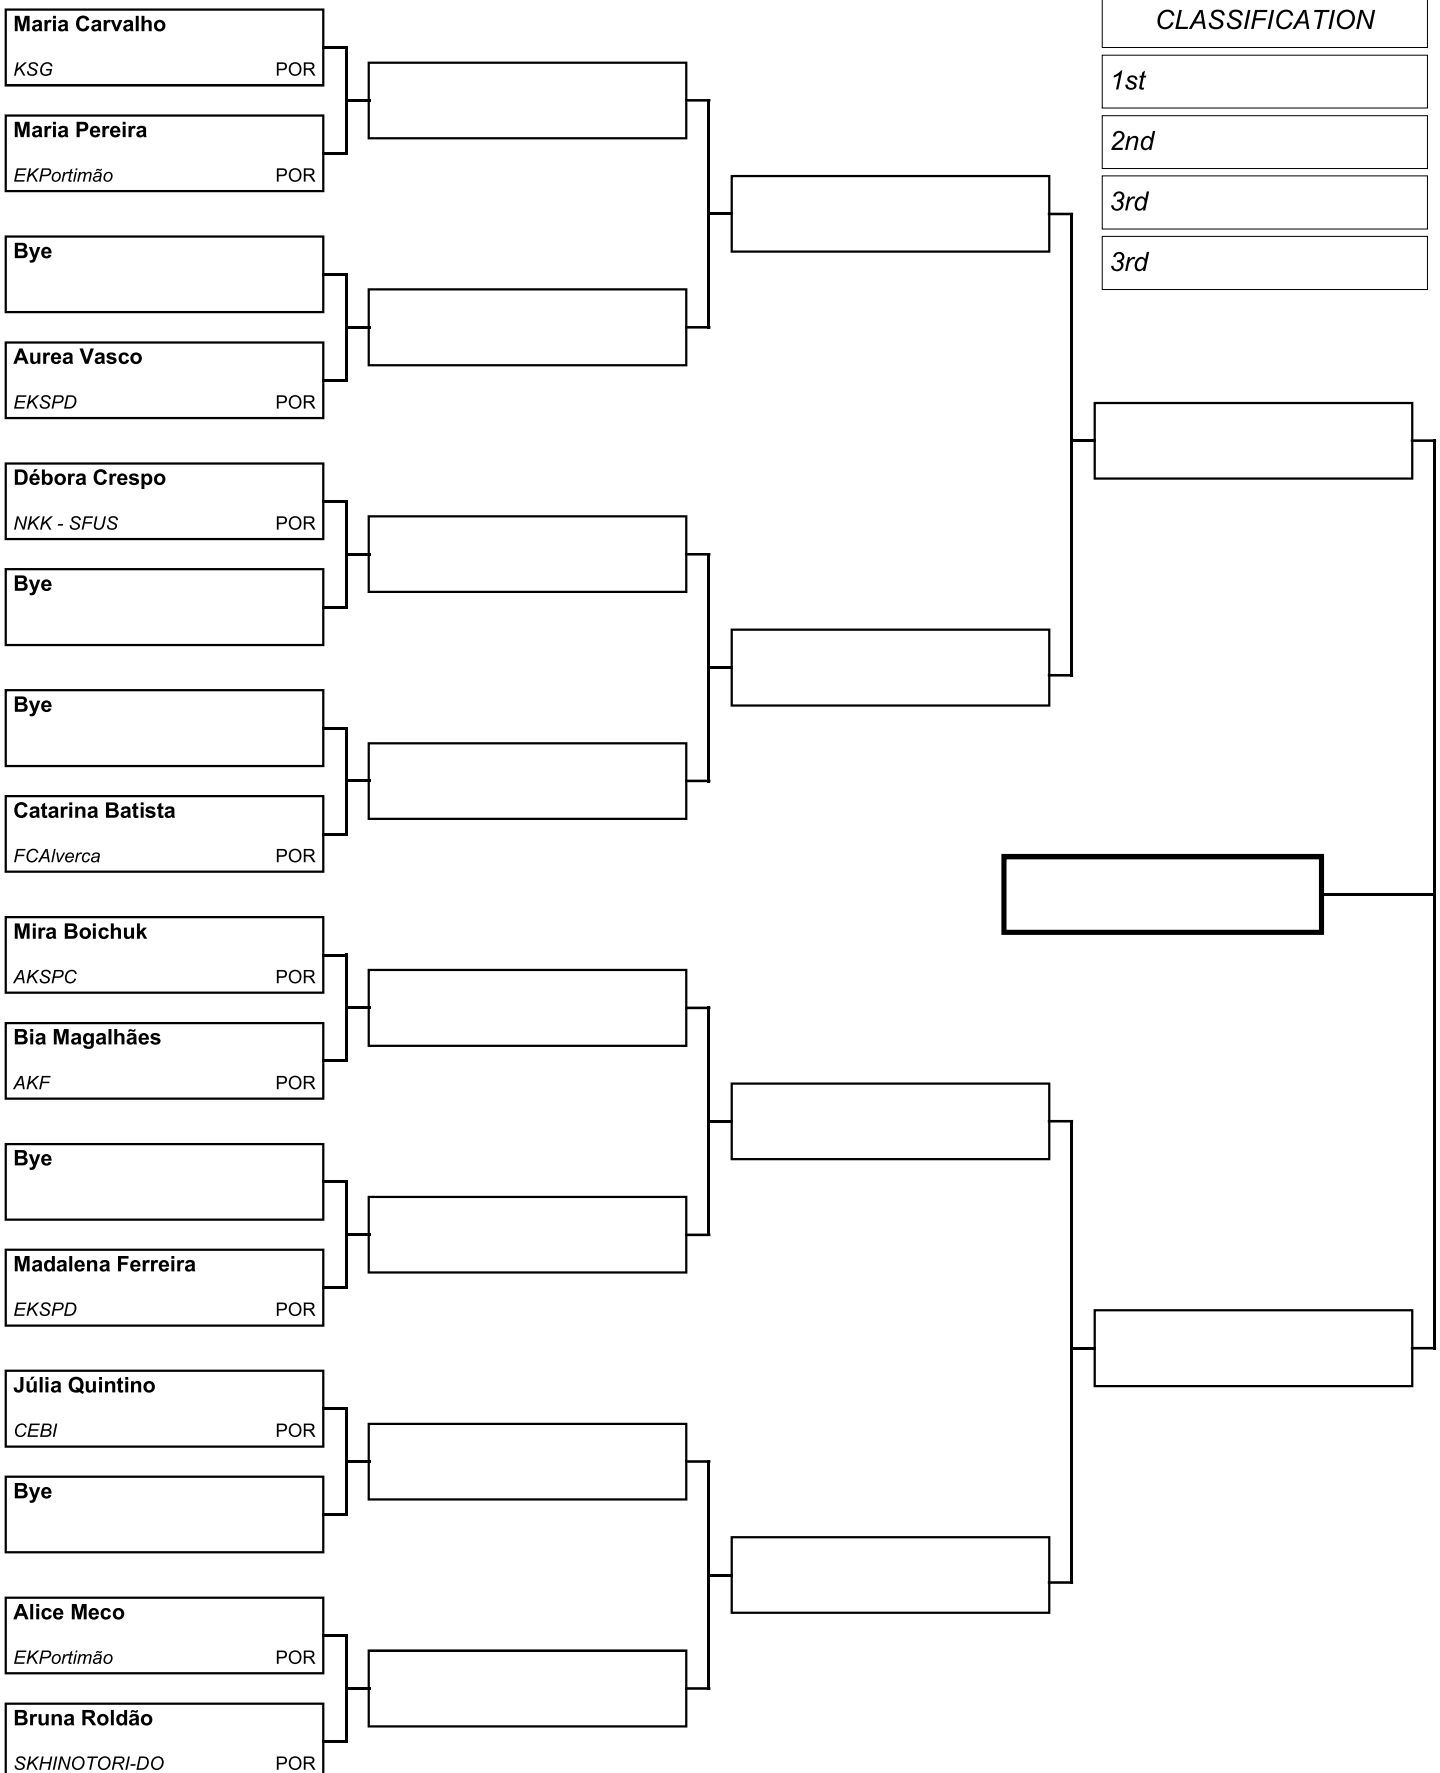 Maria Carvalho
KSG POR
Maria Pereira
EKPortimão POR
Bye
Aurea Vasco
EKSPD POR
Débora Crespo
NKK - SFUS POR
Bye
Bye
Catarina Batista
FCAlverca POR
Mira Boichuk
AKSPC POR
Bia Magalhães
AKF POR
Bye
Madalena Ferreira
EKSPD POR
Júlia Quintino
CEBI POR
Bye
Alice Meco
EKPortimão POR
Bruna Roldão
SKHINOTORI-DO POR
CLASSIFICATION
1st
2nd
3rd
3rd